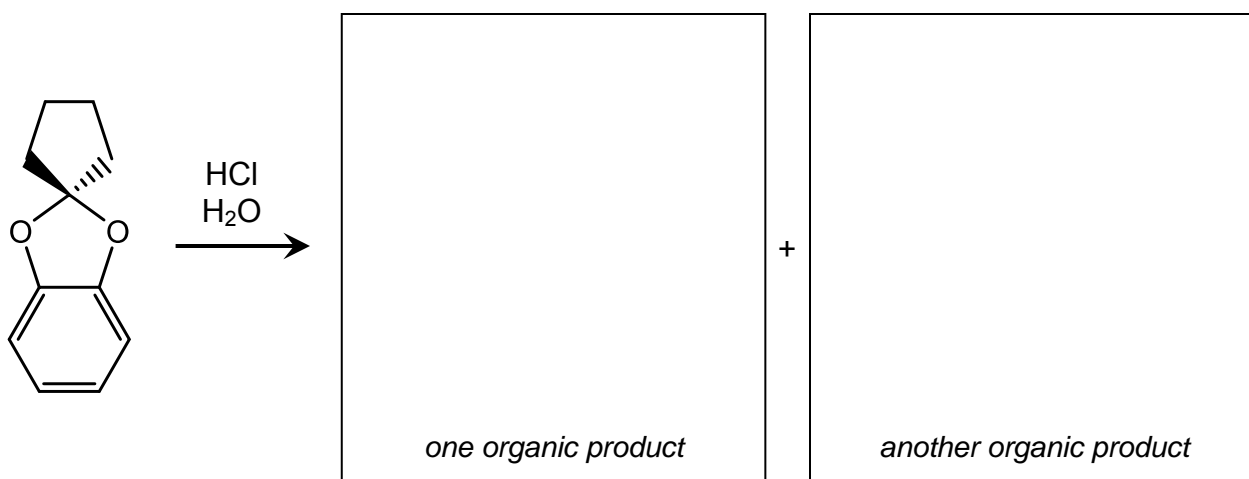 HCl
H₂O
O
O
+
one organic product
another organic product